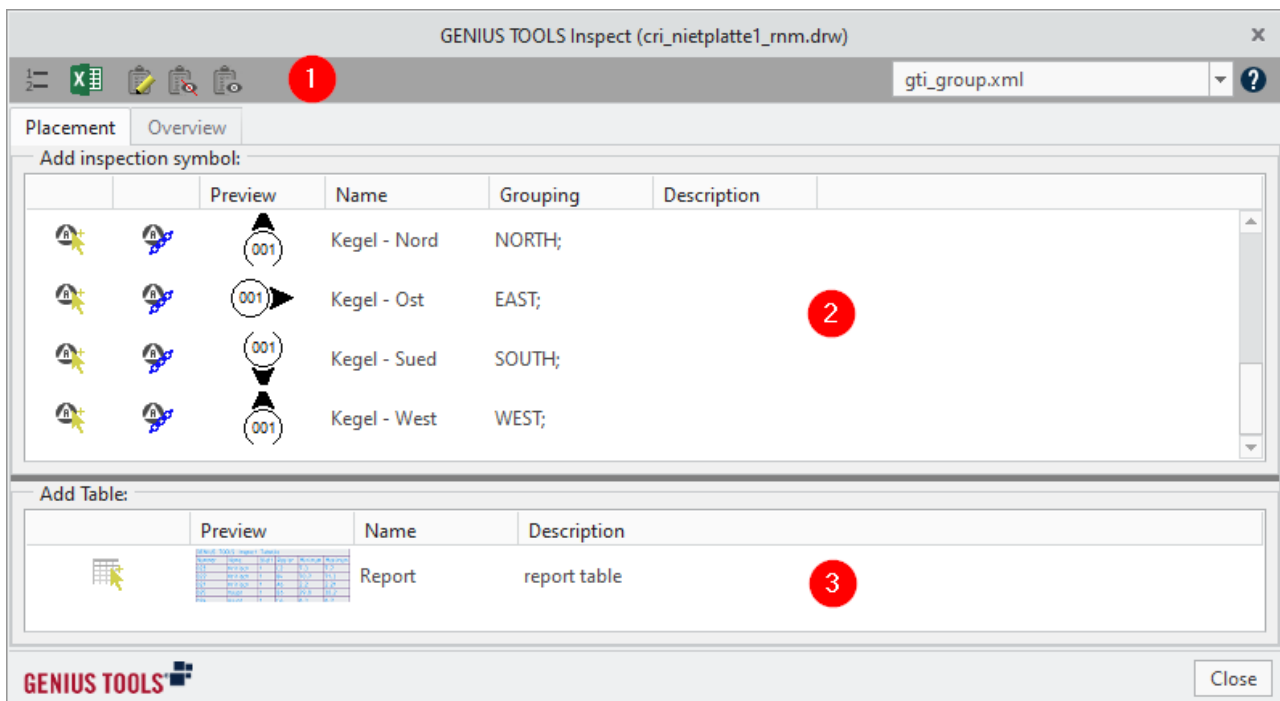 GENIUS TOOLS Inspect (cri_nietplatte1_rnm.drw)
1
gti_group.xml
Placement Overview
Add inspection symbol:
Preview Name Grouping Description
001 Kegel - Nord NORTH;
001 Kegel - Ost EAST;
2
001 Kegel - Sued SOUTH;
001 Kegel - West WEST;
Add Table:
Preview Name Description
Report report table
3
GENIUS TOOLS
Close